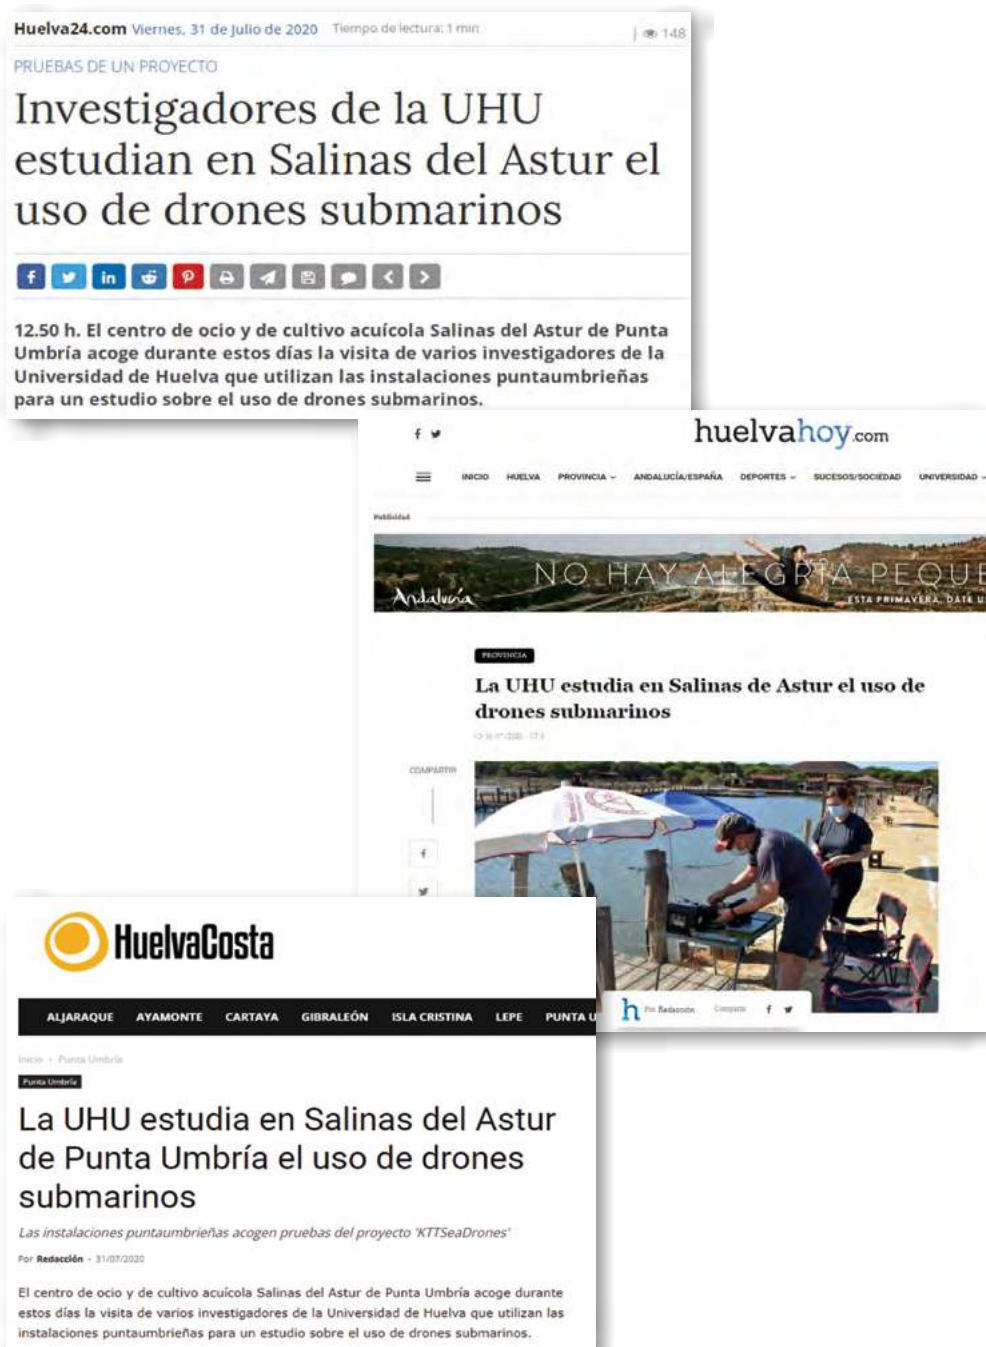 Huelva24.com Viernes, 31 de Julio de 2020 Tiempo de lectura: 1 min | 148
PRUEBAS DE UN PROYECTO
Investigadores de la UHU
estudian en Salinas del Astur el
uso de drones submarinos
12.50 h. El centro de ocio y de cultivo acuícola Salinas del Astur de Punta
Umbría acoge durante estos días la visita de varios investigadores de la
Universidad de Huelva que utilizan las instalaciones puntaumbrieñas
para un estudio sobre el uso de drones submarinos.
huelvahoy.com
INICIO HUELVA PROVINCIA ANDALUCÍA/ESPAÑA DEPORTES SUCESOS/SOCIEDAD UNIVERSIDAD
Publicidad
NO HAY ALEGRÍA PEQUE
Andalucía
ESTA PRIMAVERA, DATE U
PROVINCIA
La UHU estudia en Salinas de Astur el uso de
drones submarinos
COMPARTIR
h Por Redacción Compartir
HuelvaCosta
ALJARAQUE AYAMONTE CARTAYA GIBRALEÓN ISLA CRISTINA LEPE PUNTA U
Inicio › Punta Umbría
Punta Umbría
La UHU estudia en Salinas del Astur
de Punta Umbría el uso de drones
submarinos
Las instalaciones puntaumbrieñas acogen pruebas del proyecto 'KTTSeaDrones'
Por Redacción - 31/07/2020
El centro de ocio y de cultivo acuícola Salinas del Astur de Punta Umbría acoge durante
estos días la visita de varios investigadores de la Universidad de Huelva que utilizan las
instalaciones puntaumbrieñas para un estudio sobre el uso de drones submarinos.